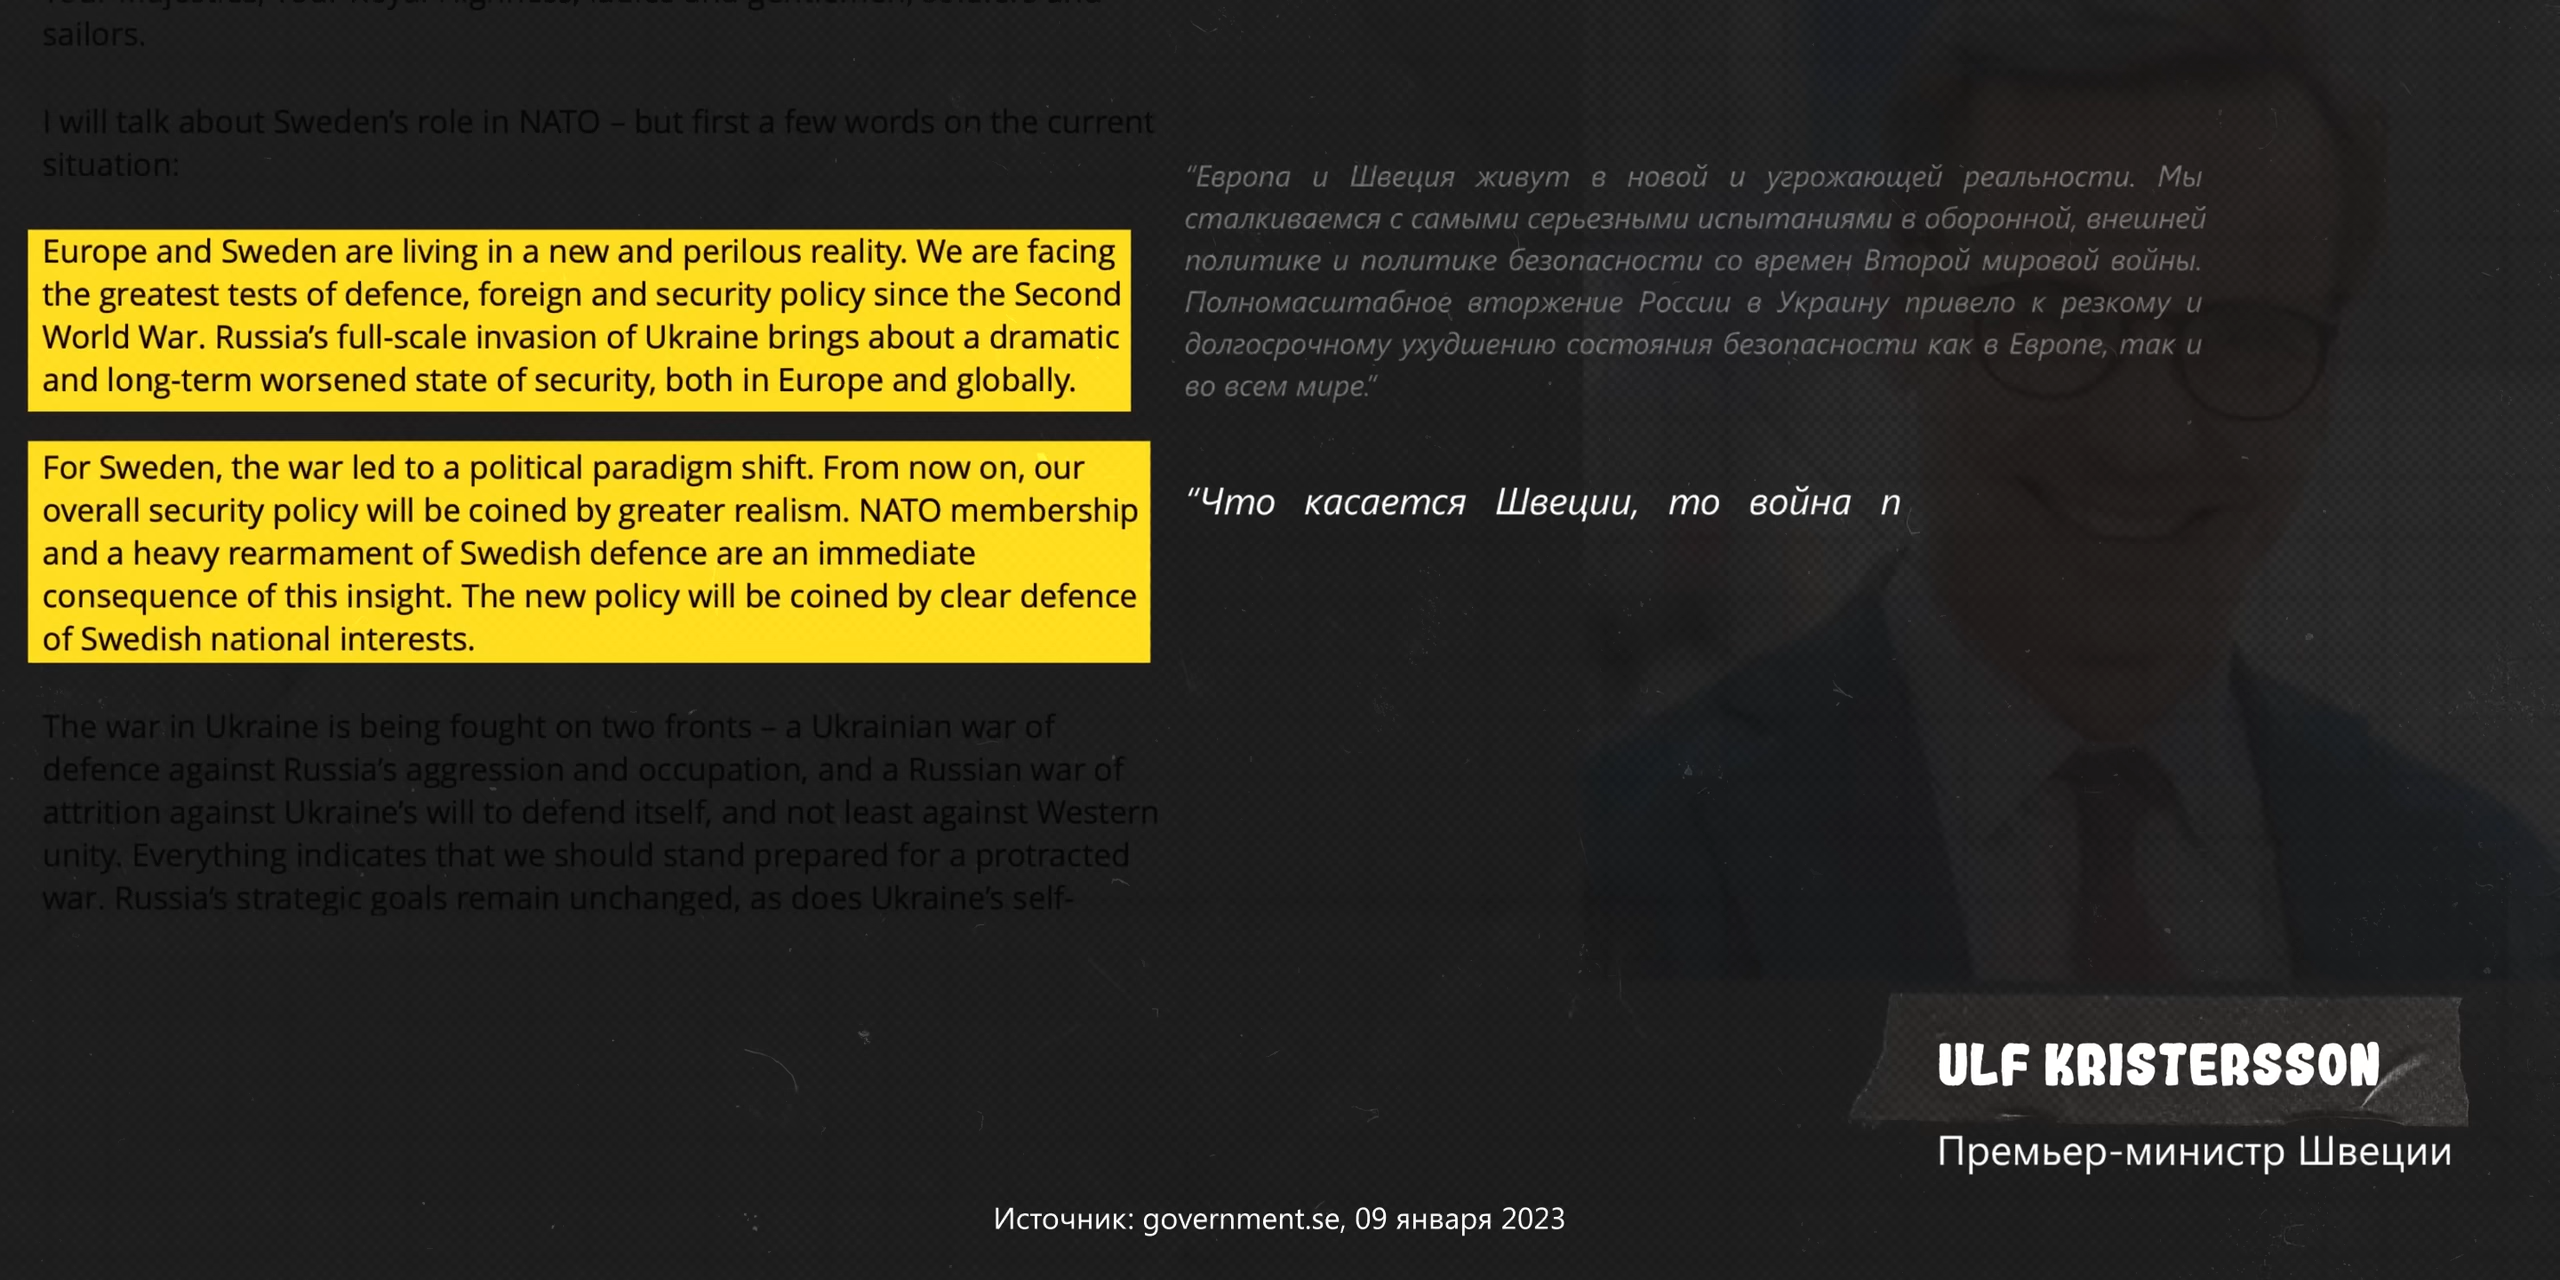 sailors.
I will talk about Sweden's role in NATO – but first a few words on the current
situation:
Europe and Sweden are living in a new and perilous reality. We are facing
the greatest tests of defence, foreign and security policy since the Second
World War. Russia's full-scale invasion of Ukraine brings about a dramatic
and long-term worsened state of security, both in Europe and globally.
For Sweden, the war led to a political paradigm shift. From now on, our
overall security policy will be coined by greater realism. NATO membership
and a heavy rearmament of Swedish defence are an immediate
consequence of this insight. The new policy will be coined by clear defence
of Swedish national interests.
The war in Ukraine is being fought on two fronts – a Ukrainian war of
defence against Russia's aggression and occupation, and a Russian war of
attrition against Ukraine's will to defend itself, and not least against Western
unity. Everything indicates that we should stand prepared for a protracted
war. Russia's strategic goals remain unchanged, as does Ukraine's self-
“Европа и Швеция живут в новой и угрожающей реальности. Мы
сталкиваемся с самыми серьезными испытаниями в оборонной, внешней
политике и политике безопасности со времен Второй мировой войны.
Полномасштабное вторжение России в Украину привело к резкому и
долгосрочному ухудшению состояния безопасности как в Европе, так и
во всем мире.“
“Что касается Швеции, то война п
ULF KRISTERSSON
Премьер-министр Швеции
Источник: government.se, 09 января 2023